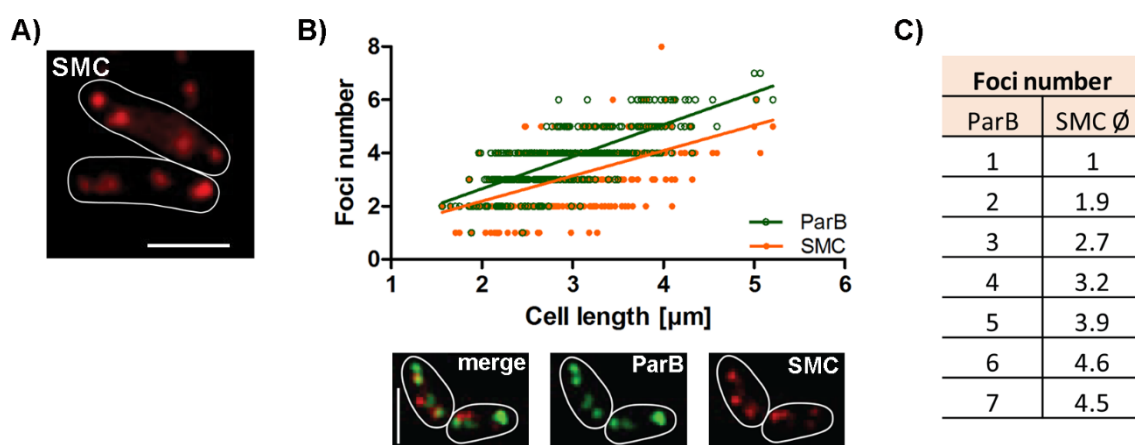 A)
SMC
B)
Foci number
8
6
4
2
0
ParB
SMC
1 2 3 4 5 6
Cell length [µm]
merge
ParB
SMC
C)
Foci number
ParB SMC Ø
1 1
2 1.9
3 2.7
4 3.2
5 3.9
6 4.6
7 4.5